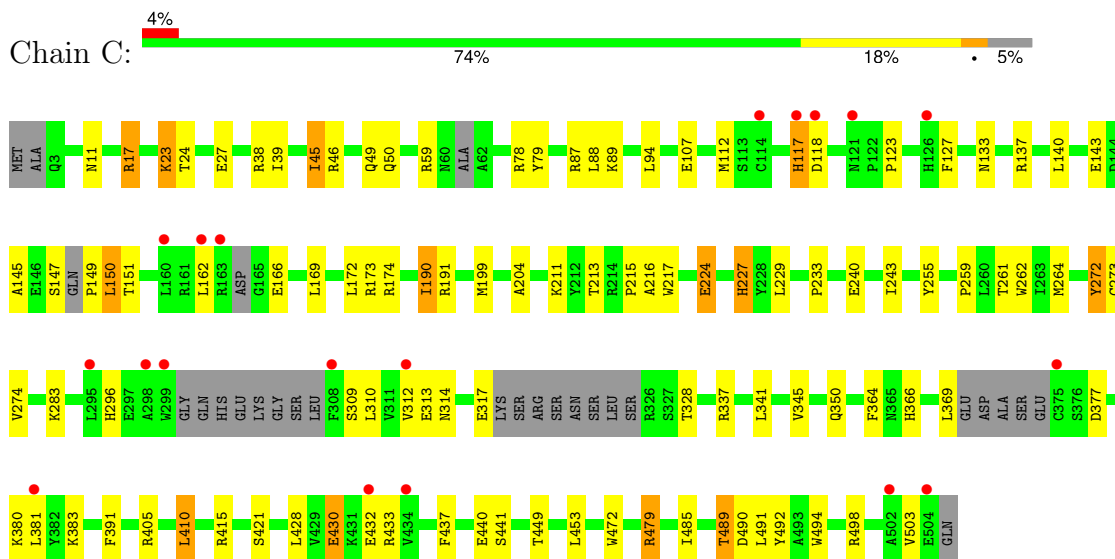 4%
Chain C:
74% 18% • 5%
MET ALA Q3 N11 R17 K23 T24 E27 R38 I39 I45 R46 Q49 Q50 R59 N60 ALA A62 R78 Y79 R87 L88 K89 L94 E107 M112 S113 C114 H117 D118 N121 P122 P123 H126 F127 N133 R137 L140 E143 D144
A145 E146 S147 GLN P149 L150 T151 L160 R161 L162 R163 ASP G165 E166 L169 L172 R173 R174 I190 R191 M199 A204 K211 Y212 T213 R214 P215 A216 W217 E224 H227 Y228 L229 P233 E240 I243 Y255 P259 L260 T261 W262 I263 M264 Y272 C273
V274 K283 L295 H296 E297 A298 W299 GLY GLN HIS GLU LYS GLY SER LEU F308 S309 L310 V311 V312 E313 N314 E317 LYS SER ARG SER ASN SER LEU SER R326 S327 T328 R337 L341 V345 Q350 F364 N365 H366 L369 GLU ASP ALA SER GLU C375 S376 D377
K380 L381 Y382 K383 F391 R405 L410 R415 S421 L428 V429 E430 K431 E432 R433 V434 F437 E440 S441 T449 L453 W472 R479 I485 T489 D490 L491 Y492 A493 W494 R498 A502 V503 E504 GLN